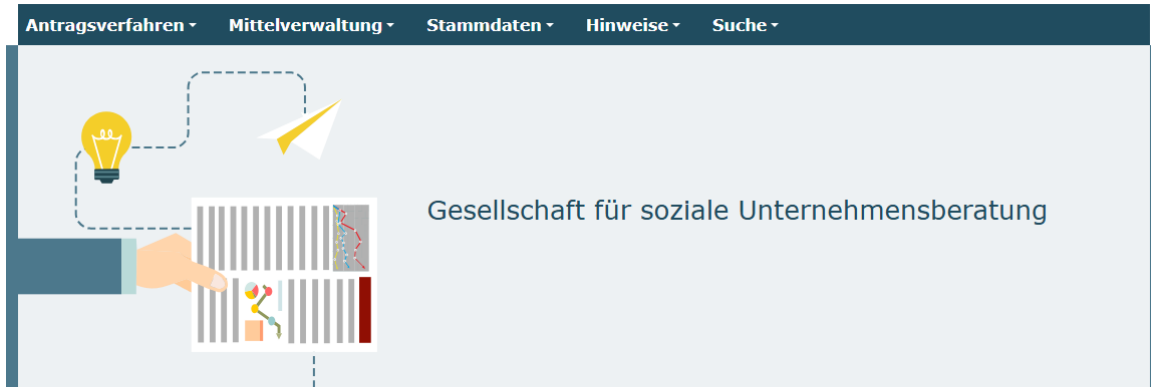 Antragsverfahren Mittelverwaltung Stammdaten Hinweise Suche
Gesellschaft für soziale Unternehmensberatung